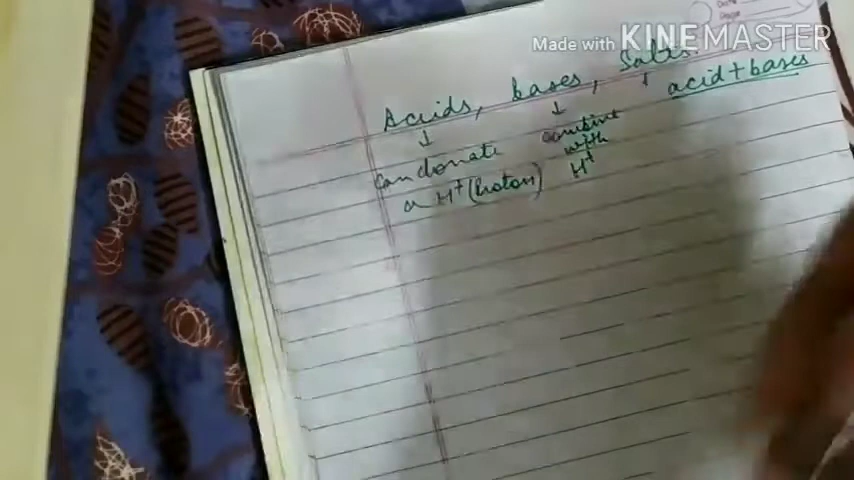 Made with KINEMASTER
Acids, bases, Salts.
↓ ↓ ↓ acid+bases
can donate combine
a H⁺ (Proton) with
H⁺